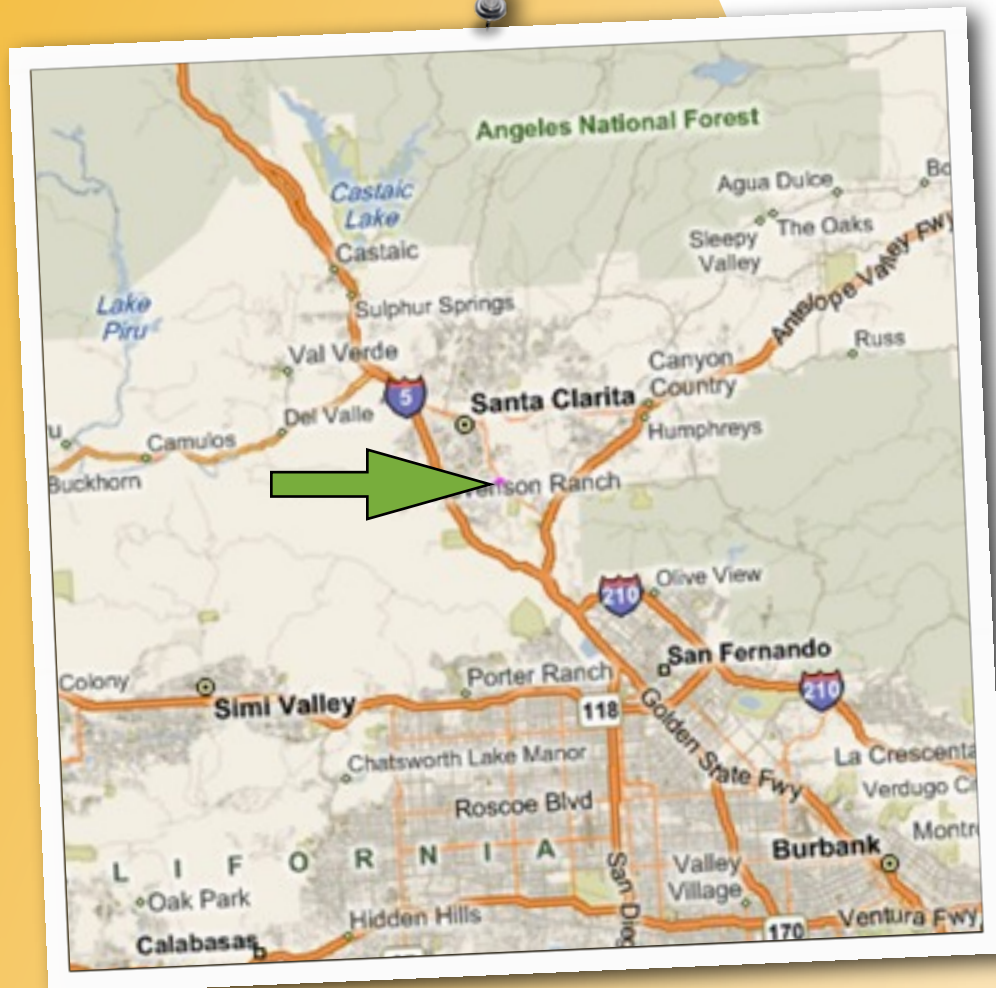 Angeles National Forest
Agua Dulce
Castaic
Lake
The Oaks
Sleepy
Valley
Castaic
Antelope Valley Fwy
Lake
Piru
Sulphur Springs
Russ
Val Verde
Canyon
Country
5
Santa Clarita
Del Valle
Humphreys
Camulos
Buckhorn
Ranch
Olive View
210
San Fernando
Colony
Porter Ranch
210
Simi Valley
118
Golden State Fwy
Chatsworth Lake Manor
La Crescenta
Verdugo
Roscoe Blvd
L I F O R N I A
Burbank
Valley
Village
San
Oak Park
Hidden Hills
Ventura Fwy
170
Calabasas